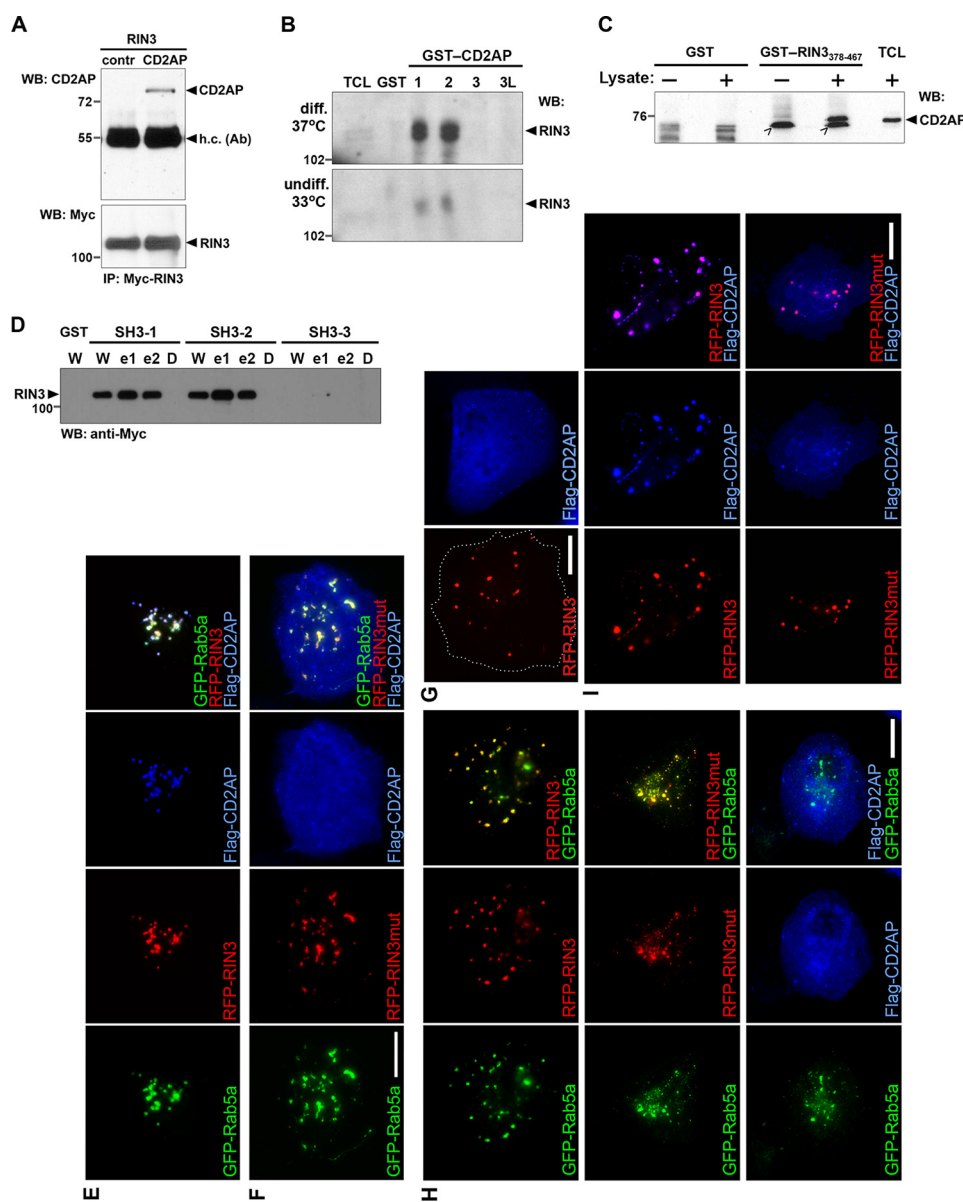 A
RIN3
contr CD2AP
WB: CD2AP
72
CD2AP
55
h.c. (Ab)
WB: Myc
RIN3
100
IP: Myc-RIN3
B
GST–CD2AP
TCL GST 1 2 3 3L
WB:
diff.
37°C
RIN3
102
undiff.
33°C
RIN3
102
C
GST GST–RIN3378-467 TCL
Lysate: – + – + +
WB:
76
CD2AP
D
GST SH3-1 SH3-2 SH3-3
W W e1 e2 D W e1 e2 D W e1 e2 D
RIN3
100
WB: anti-Myc
E
GFP-Rab5a
RFP-RIN3
Flag-CD2AP
GFP-Rab5a
RFP-RIN3
Flag-CD2AP
F
GFP-Rab5a
RFP-RIN3mut
Flag-CD2AP
GFP-Rab5a
RFP-RIN3mut
Flag-CD2AP
G
RFP-RIN3
Flag-CD2AP
H
GFP-Rab5a
RFP-RIN3
RFP-RIN3
GFP-Rab5a
GFP-Rab5a
RFP-RIN3mut
RFP-RIN3mut
GFP-Rab5a
GFP-Rab5a
Flag-CD2AP
Flag-CD2AP
GFP-Rab5a
I
RFP-RIN3
Flag-CD2AP
RFP-RIN3
Flag-CD2AP
RFP-RIN3mut
Flag-CD2AP
RFP-RIN3mut
Flag-CD2AP